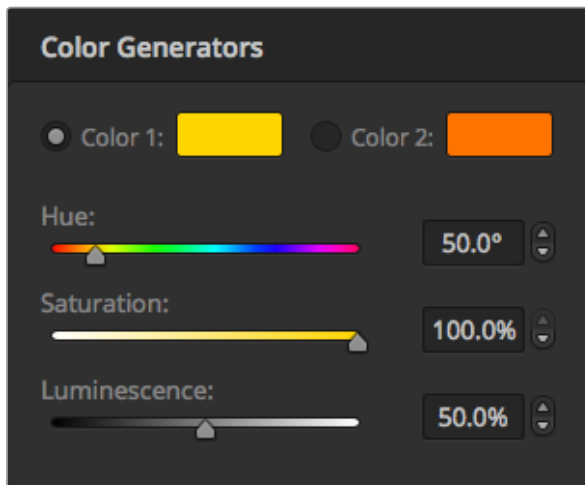 Color Generators
Color 1: Color 2:
Hue:
50.0°
Saturation:
100.0%
Luminescence:
50.0%